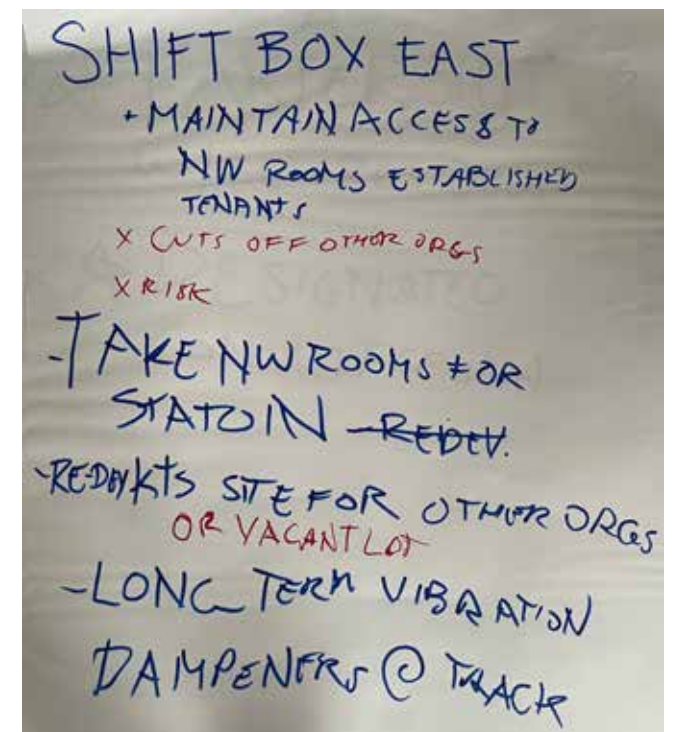 SHIFT BOX EAST
+ MAINTAIN ACCESS TO
NW ROOMS ESTABLISHED
TENANTS
X CUTS OFF OTHER ORGS
X RISK
- TAKE NW ROOMS FOR
STATOIN - REDEV.
- RE-DEV KTS SITE FOR OTHER ORGS
OR VACANT LOT
- LONG TERM VIBRATION
DAMPENERS @ TRACK